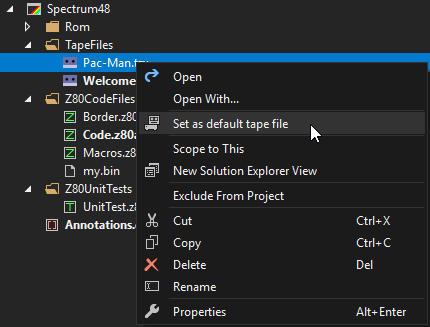 Spectrum48
Rom
TapeFiles
Pac-Man.
Welcome
Z80CodeFiles
Border.z8
Code.z80
Macros.z8
my.bin
Z80UnitTests
UnitTest.z8
Annotations.
Open
Open With...
Set as default tape file
Scope to This
New Solution Explorer View
Exclude From Project
Cut Ctrl+X
Copy Ctrl+C
Delete Del
Rename
Properties Alt+Enter